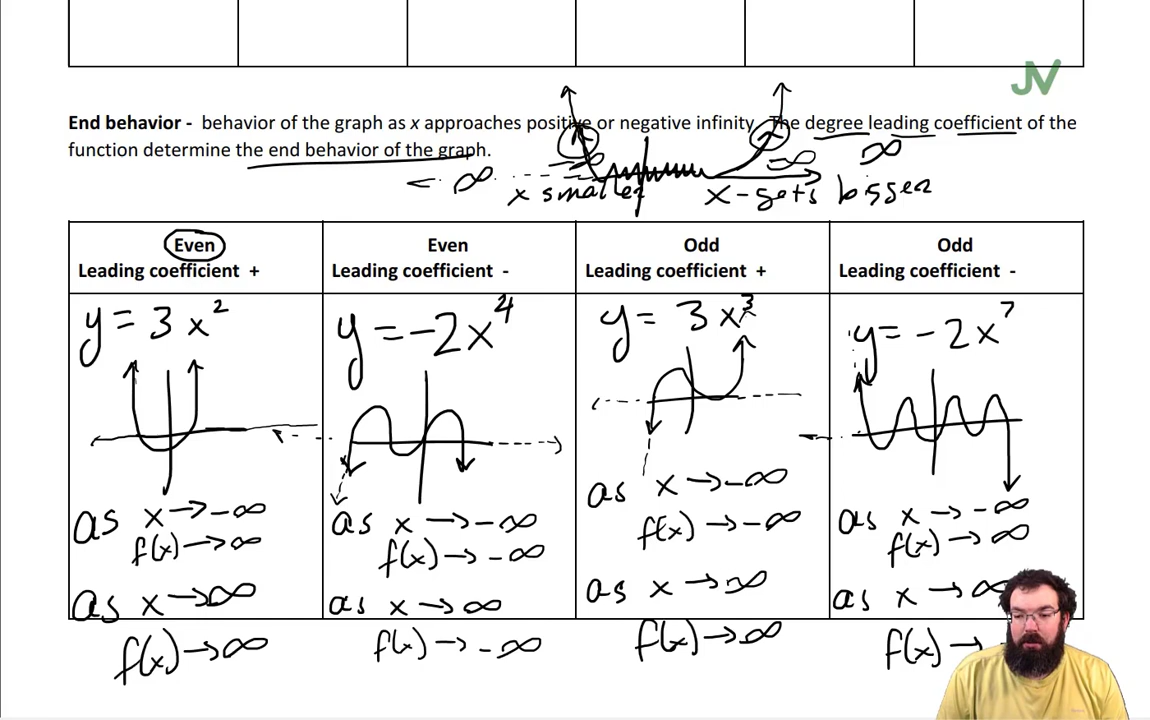 JV
End behavior - behavior of the graph as x approaches positive or negative infinity. The degree leading coefficient of the
function determine the end behavior of the graph.
← ∞ x smaller -∞ x-gets bigger ∞ ∞
Even Even Odd Odd
Leading coefficient + Leading coefficient - Leading coefficient + Leading coefficient -
y = 3x² y = -2x⁴ y = 3x³ y = -2x⁷
as x → -∞ as x → -∞ as x → -∞ as x → -∞
f(x) → ∞ f(x) → -∞ f(x) → -∞ f(x) → ∞
as x → ∞ as x → ∞ as x → ∞ as x → ∞
f(x) → ∞ f(x) → -∞ f(x) → ∞ f(x) →